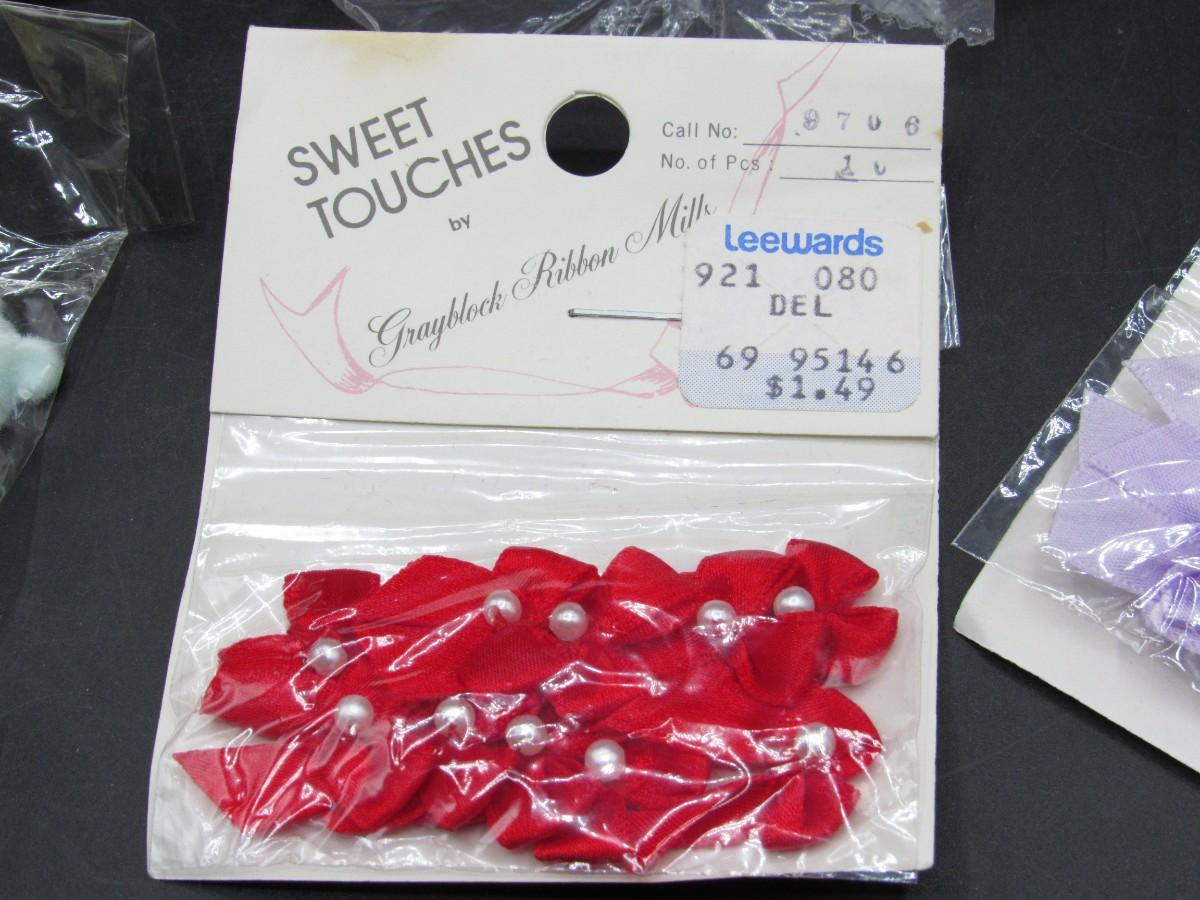 SWEET
TOUCHES
by
Grayblock Ribbon Mills
Call No: 9706
No. of Pcs: 10
Leewards
921 080
DEL
69 95146
$1.49